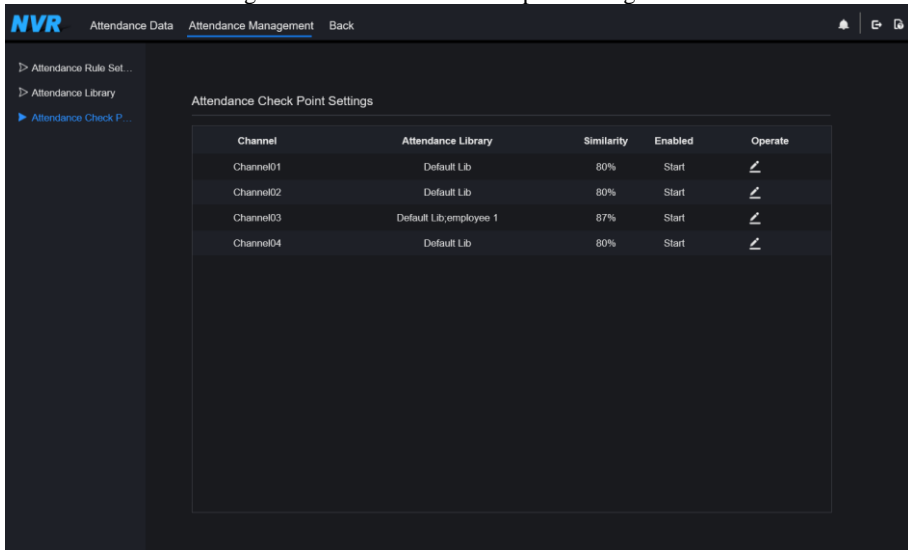 NVR Attendance Data Attendance Management Back
Attendance Rule Set...
Attendance Library
Attendance Check P...
Attendance Check Point Settings
Channel Attendance Library Similarity Enabled Operate
Channel01 Default Lib 80% Start
Channel02 Default Lib 80% Start
Channel03 Default Lib;employee 1 87% Start
Channel04 Default Lib 80% Start